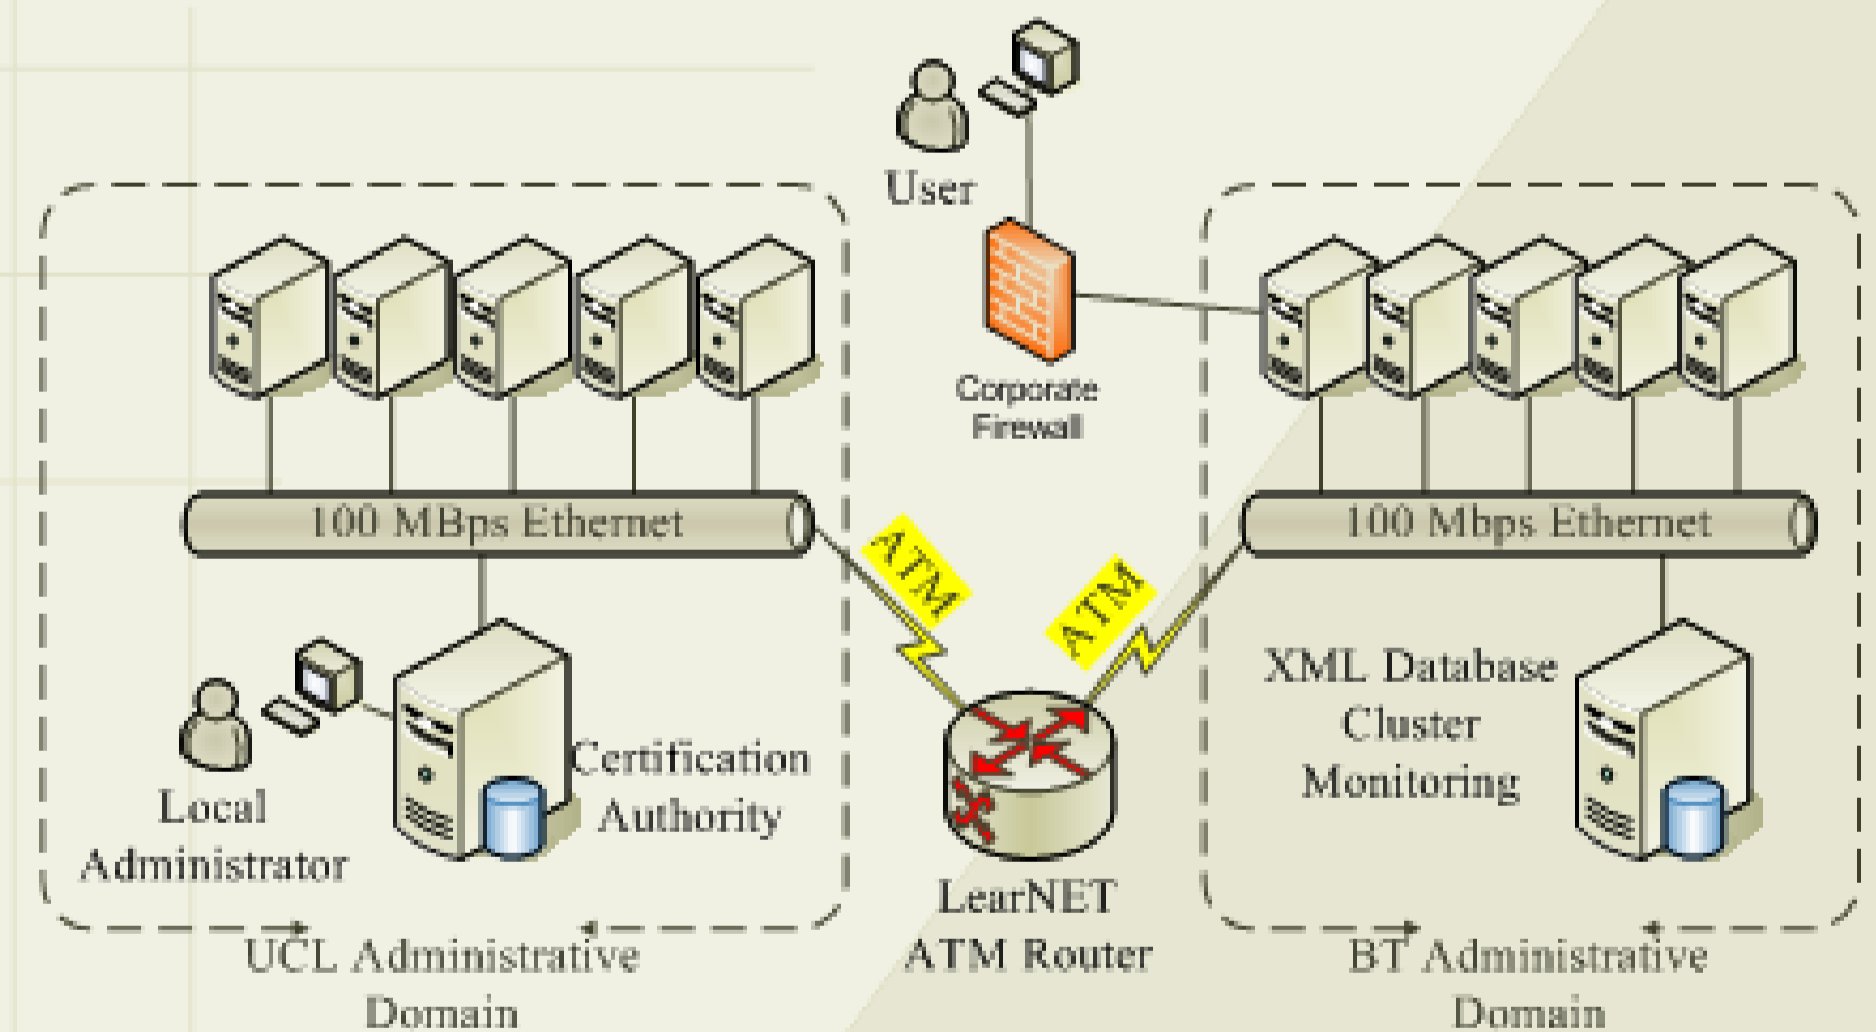 User
Corporate
Firewall
100 MBps Ethernet
100 Mbps Ethernet
ATM
ATM
Local
Administrator
Certification
Authority
LearNET
ATM Router
XML Database
Cluster
Monitoring
UCL Administrative
Domain
BT Administrative
Domain